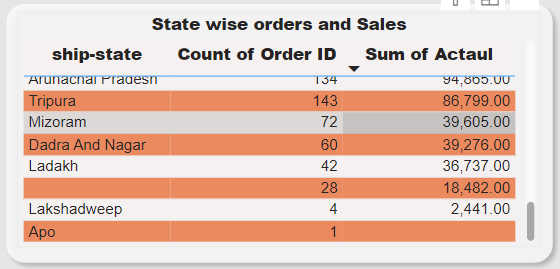 State wise orders and Sales
ship-state Count of Order ID Sum of Actaul
Arunachal Pradesh 134 94,865.00
Tripura 143 86,799.00
Mizoram 72 39,605.00
Dadra And Nagar 60 39,276.00
Ladakh 42 36,737.00
28 18,482.00
Lakshadweep 4 2,441.00
Apo 1